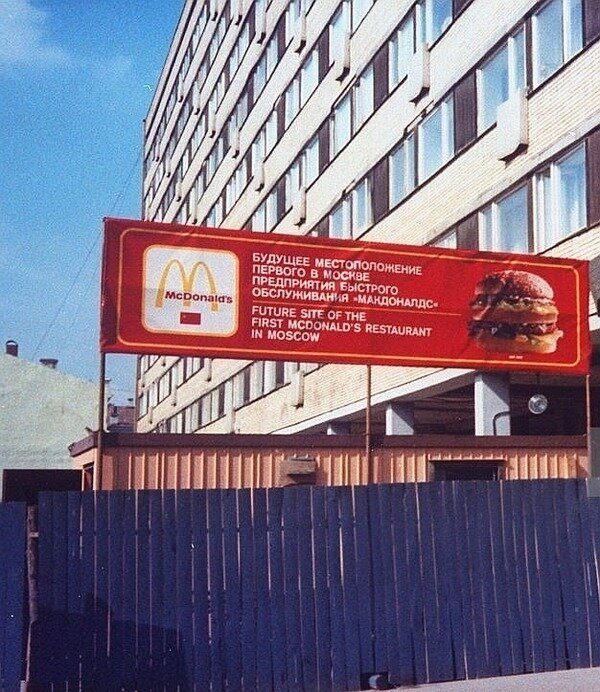 McDonald's
БУДУЩЕЕ МЕСТОПОЛОЖЕНИЕ
ПЕРВОГО В МОСКВЕ
ПРЕДПРИЯТИЯ БЫСТРОГО
ОБСЛУЖИВАНИЯ «МАКДОНАЛДС»
FUTURE SITE OF THE
FIRST MCDONALD'S RESTAURANT
IN MOSCOW